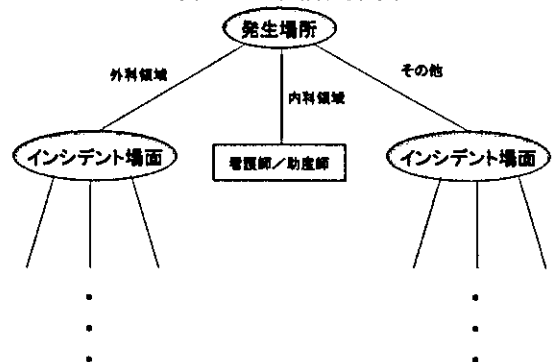 発生場所
外科領域
内科領域
その他
インシデント場面
看護師／助産師
インシデント場面